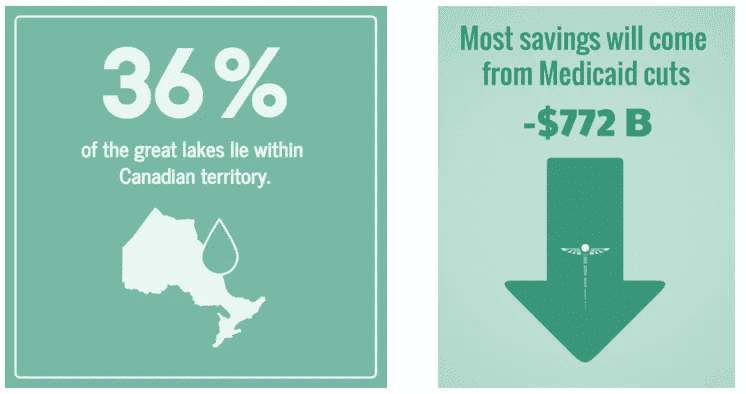 36%
of the great lakes lie within
Canadian territory.
Most savings will come
from Medicaid cuts
-$772 B